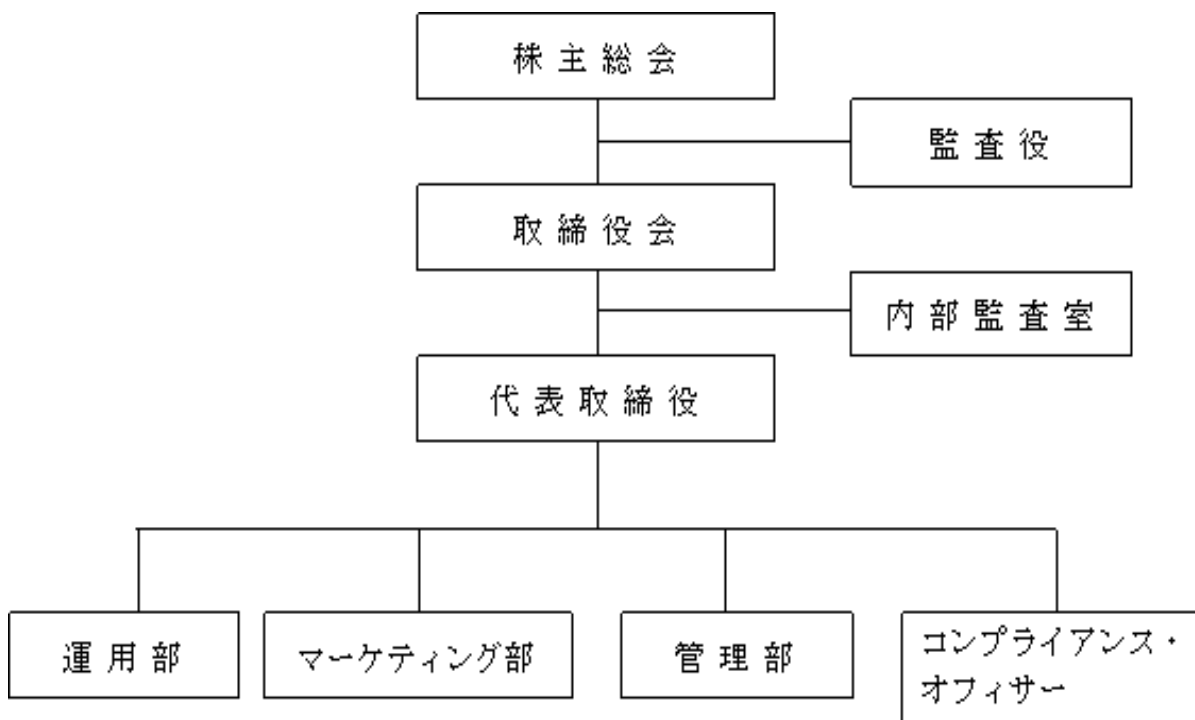 株主総会
監査役
取締役会
内部監査室
代表取締役
運用部
マーケティング部
管理部
コンプライアンス・
オフィサー